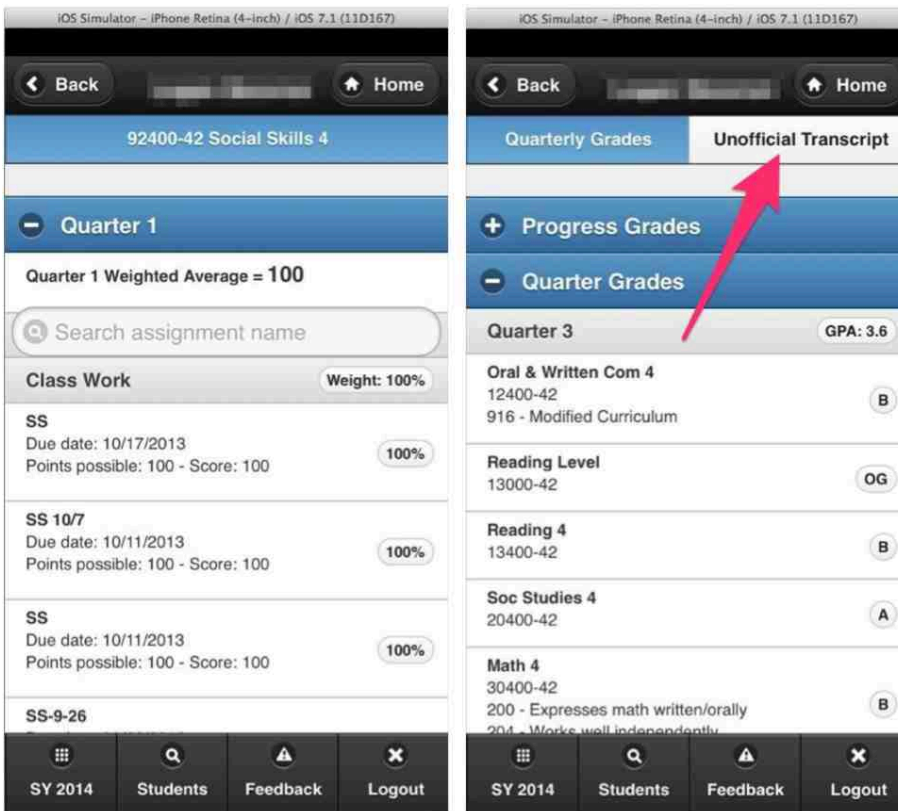 iOS Simulator – iPhone Retina (4-inch) / iOS 7.1 (11D167)
Back
Home
92400-42 Social Skills 4
Quarter 1
Quarter 1 Weighted Average = 100
Search assignment name
Class Work
Weight: 100%
SS
Due date: 10/17/2013
Points possible: 100 - Score: 100
100%
SS 10/7
Due date: 10/11/2013
Points possible: 100 - Score: 100
100%
SS
Due date: 10/11/2013
Points possible: 100 - Score: 100
100%
SS-9-26
SY 2014
Students
Feedback
Logout
iOS Simulator – iPhone Retina (4-inch) / iOS 7.1 (11D167)
Back
Home
Quarterly Grades
Unofficial Transcript
Progress Grades
Quarter Grades
Quarter 3
GPA: 3.6
Oral & Written Com 4
12400-42
916 - Modified Curriculum
B
Reading Level
13000-42
OG
Reading 4
13400-42
B
Soc Studies 4
20400-42
A
Math 4
30400-42
200 - Expresses math written/orally
204 - Works well independently
B
SY 2014
Students
Feedback
Logout